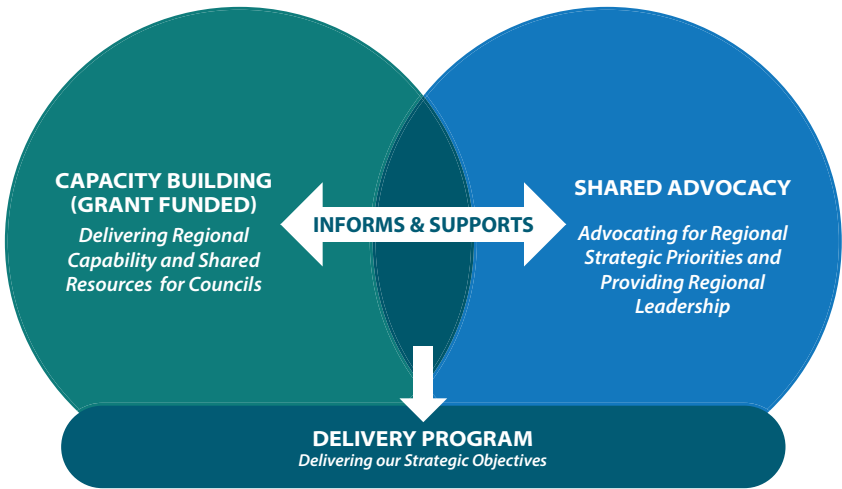 CAPACITY BUILDING
(GRANT FUNDED)
Delivering Regional
Capability and Shared
Resources for Councils
INFORMS & SUPPORTS
SHARED ADVOCACY
Advocating for Regional
Strategic Priorities and
Providing Regional
Leadership
DELIVERY PROGRAM
Delivering our Strategic Objectives